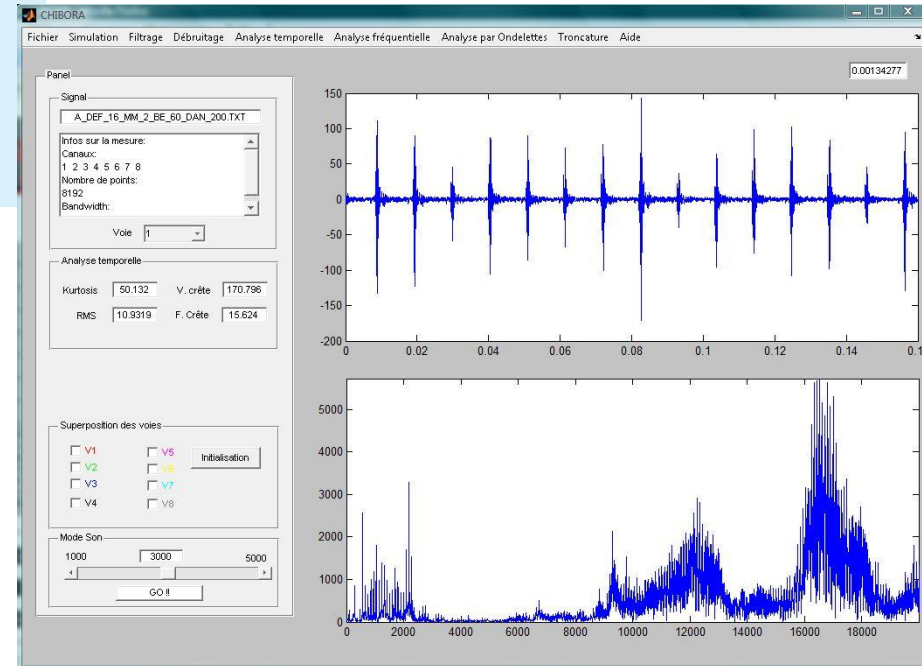 CHIBORA
Fichier Simulation Filtrage Débruitage Analyse temporelle Analyse fréquentielle Analyse par Ondelettes Troncature Aide
0.00134277
Panel
Signal
A_DEF_16_MM_2_BE_60_DAN_200.TXT
Infos sur la mesure:
Canaux:
1 2 3 4 5 6 7 8
Nombre de points:
8192
Bandwidth:
Voie 1
Analyse temporelle
Kurtosis 50.132 V. crête 170.796
RMS 10.9319 F. Crête 15.624
Superposition des voies
V1 V5 Initialisation
V2 V6
V3 V7
V4 V8
Mode Son
1000 3000 5000
GO !!
150
100
50
0
-50
-100
-150
-200
0 0.02 0.04 0.06 0.08 0.1 0.12 0.14 0.1
5000
4000
3000
2000
1000
0
0 2000 4000 6000 8000 10000 12000 14000 16000 18000